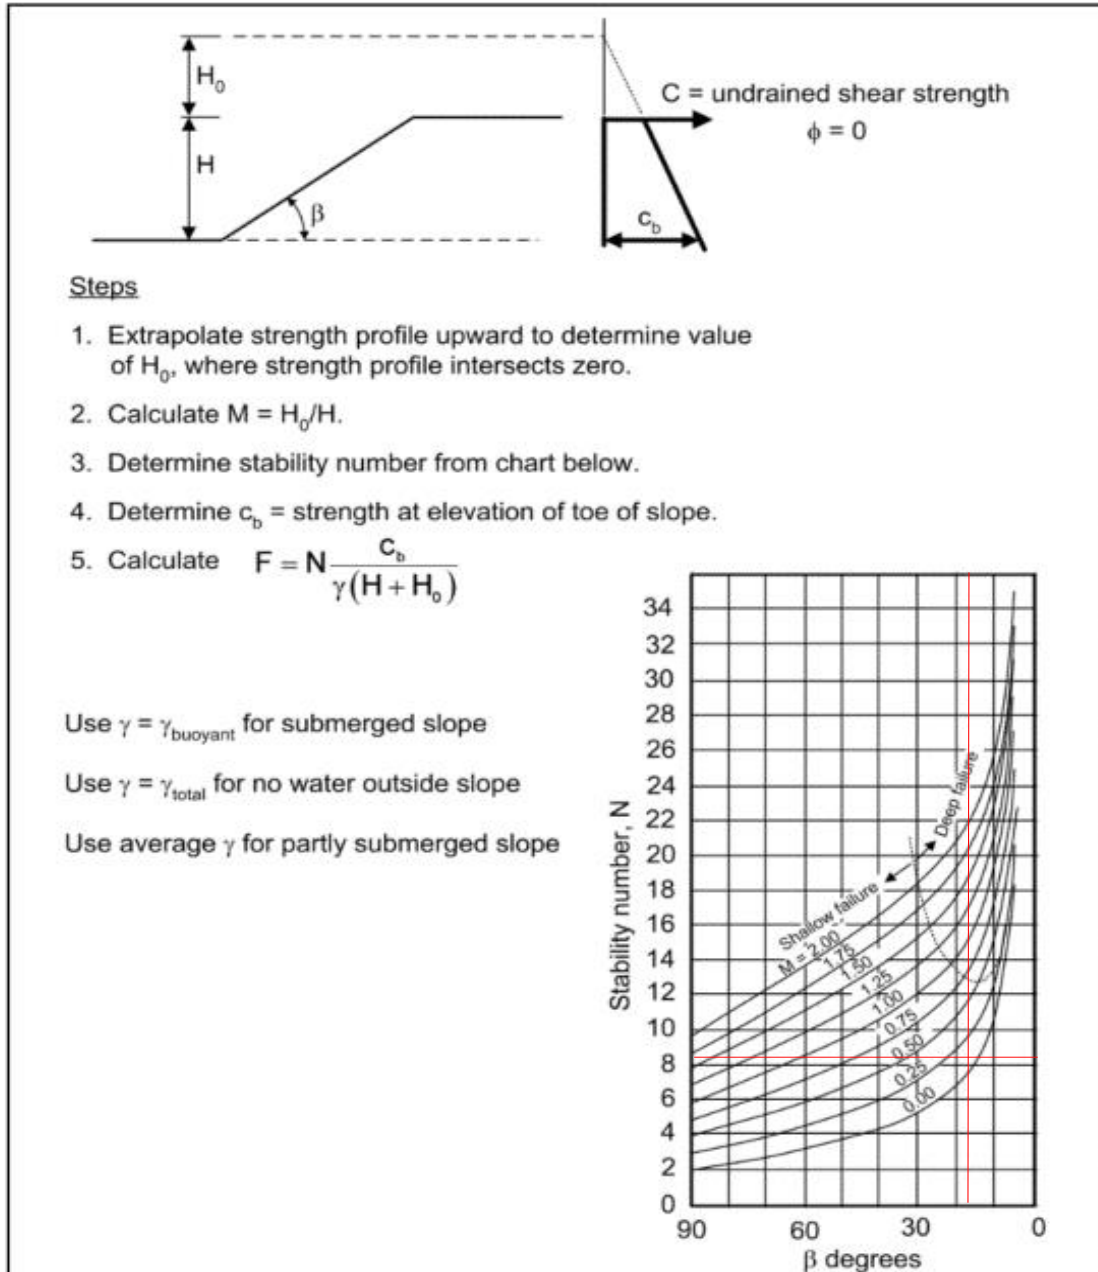 H₀
C = undrained shear strength
ϕ = 0
H
β
c_b
Steps
1. Extrapolate strength profile upward to determine value
of H₀, where strength profile intersects zero.
2. Calculate M = H₀/H.
3. Determine stability number from chart below.
4. Determine c_b = strength at elevation of toe of slope.
5. Calculate F = N c_b / γ(H + H₀)
Use γ = γ_buoyant for submerged slope
Use γ = γ_total for no water outside slope
Use average γ for partly submerged slope
Stability number, N
34
32
30
28
26
24
22
20
18
16
14
12
10
8
6
4
2
0
Deep failure
Shallow failure
M = 2.00
1.75
1.50
1.25
1.00
0.75
0.50
0.25
0.00
90 60 30 0
β degrees